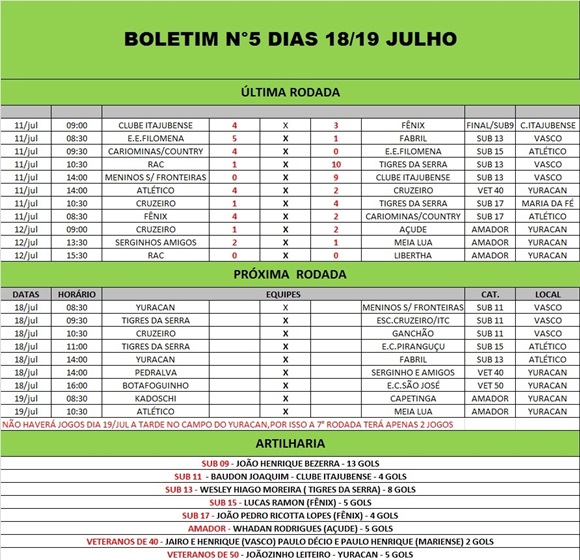 BOLETIM N°5 DIAS 18/19 JULHO
ÚLTIMA RODADA
11/jul 09:00 CLUBE ITAJUBENSE 4 X 3 FÊNIX FINAL/SUB9 C.ITAJUBENSE
11/jul 08:30 E.E.FILOMENA 5 X 1 FABRIL SUB 13 VASCO
11/jul 09:30 CARIOMINAS/COUNTRY 4 X 0 E.E.FILOMENA SUB 15 ATLÉTICO
11/jul 10:30 RAC 1 X 10 TIGRES DA SERRA SUB 13 VASCO
11/jul 14:00 MENINOS S/ FRONTEIRAS 0 X 9 CLUBE ITAJUBENSE SUB 13 VASCO
11/jul 14:00 ATLÉTICO 4 X 2 CRUZEIRO VET 40 YURACAN
11/jul 10:30 CRUZEIRO 1 X 4 TIGRES DA SERRA SUB 17 MARIA DA FÉ
11/jul 08:30 FÊNIX 4 X 2 CARIOMINAS/COUNTRY SUB 17 ATLÉTICO
12/jul 09:00 CRUZEIRO 1 X 2 AÇUDE AMADOR YURACAN
12/jul 13:30 SERGINHOS AMIGOS 2 X 1 MEIA LUA AMADOR YURACAN
12/jul 15:30 RAC 0 X 0 LIBERTHA AMADOR YURACAN
PRÓXIMA RODADA
DATAS HORÁRIO EQUIPES CAT. LOCAL
18/jul 08:30 YURACAN X MENINOS S/ FRONTEIRAS SUB 11 VASCO
18/jul 09:30 TIGRES DA SERRA X ESC.CRUZEIRO/ITC SUB 11 VASCO
18/jul 10:30 CRUZEIRO X GANCHÃO SUB 11 VASCO
18/jul 11:00 TIGRES DA SERRA X E.C.PIRANGUÇU SUB 15 ATLÉTICO
18/jul 14:00 YURACAN X FABRIL SUB 13 ATLÉTICO
18/jul 14:00 PEDRALVA X SERGINHO E AMIGOS VET 40 YURACAN
18/jul 16:00 BOTAFOGUINHO X E.C.SÃO JOSÉ VET 50 YURACAN
19/jul 08:30 KADOSCHI X CAPETINGA AMADOR YURACAN
19/jul 10:30 ATLÉTICO X MEIA LUA AMADOR YURACAN
NÃO HAVERÁ JOGOS DIA 19/JUL A TARDE NO CAMPO DO YURACAN,POR ISSO A 7° RODADA TERÁ APENAS 2 JOGOS
ARTILHARIA
SUB 09 - JOÃO HENRIQUE BEZERRA - 13 GOLS
SUB 11 - BAUDON JOAQUIM - CLUBE ITAJUBENSE - 4 GOLS
SUB 13 - WESLEY HIAGO MOREIRA ( TIGRES DA SERRA) - 8 GOLS
SUB 15 - LUCAS RAMON (FÊNIX) - 5 GOLS
SUB 17 - JOÃO PEDRO RICOTTA LOPES (FÊNIX) - 4 GOLS
AMADOR - WHADAN RODRIGUES (AÇUDE) - 5 GOLS
VETERANOS DE 40 - JAIRO E HENRIQUE (VASCO) PAULO DÉCIO E PAULO HENRIQUE (MARIENSE) 2 GOLS
VETERANOS DE 50 - JOÃOZINHO LEITEIRO - YURACAN - 5 GOLS